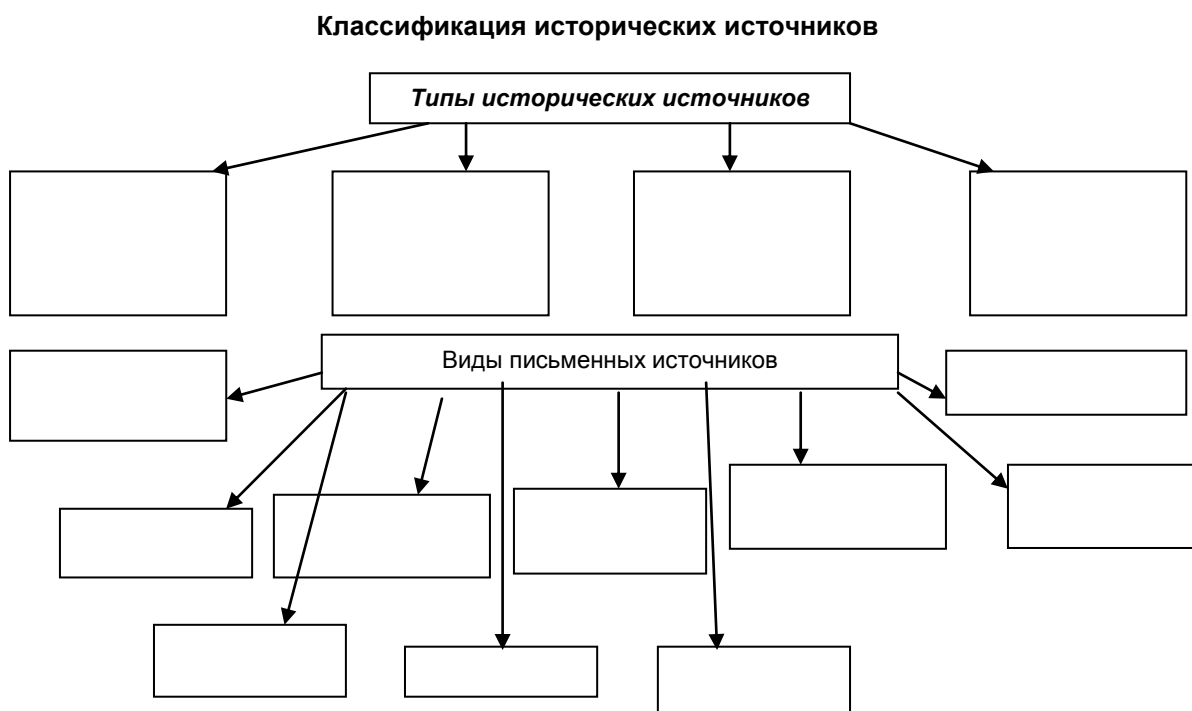 Классификация исторических источников
Типы исторических источников
Виды письменных источников